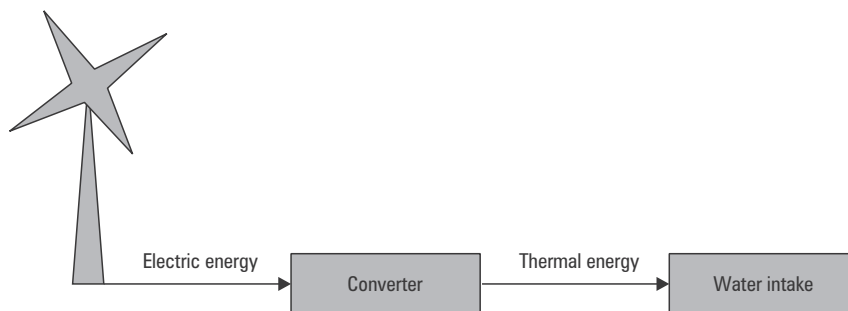 Electric energy
Converter
Thermal energy
Water intake